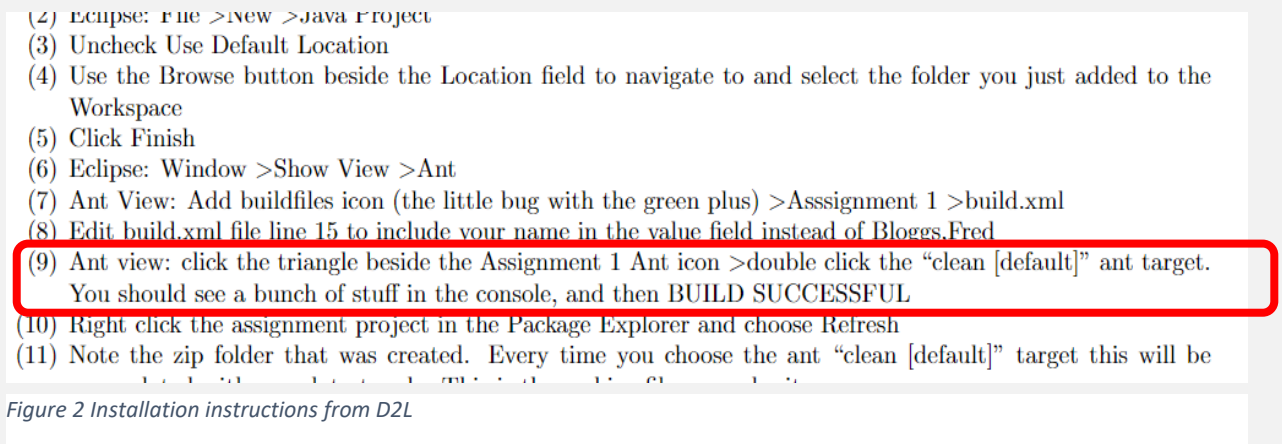 (2) Eclipse: File >New >Java Project
(3) Uncheck Use Default Location
(4) Use the Browse button beside the Location field to navigate to and select the folder you just added to the
Workspace
(5) Click Finish
(6) Eclipse: Window >Show View >Ant
(7) Ant View: Add buildfiles icon (the little bug with the green plus) >Asssignment 1 >build.xml
(8) Edit build.xml file line 15 to include your name in the value field instead of Bloggs.Fred
(9) Ant view: click the triangle beside the Assignment 1 Ant icon >double click the “clean [default]” ant target.
You should see a bunch of stuff in the console, and then BUILD SUCCESSFUL
(10) Right click the assignment project in the Package Explorer and choose Refresh
(11) Note the zip folder that was created. Every time you choose the ant “clean [default]” target this will be
Figure 2 Installation instructions from D2L